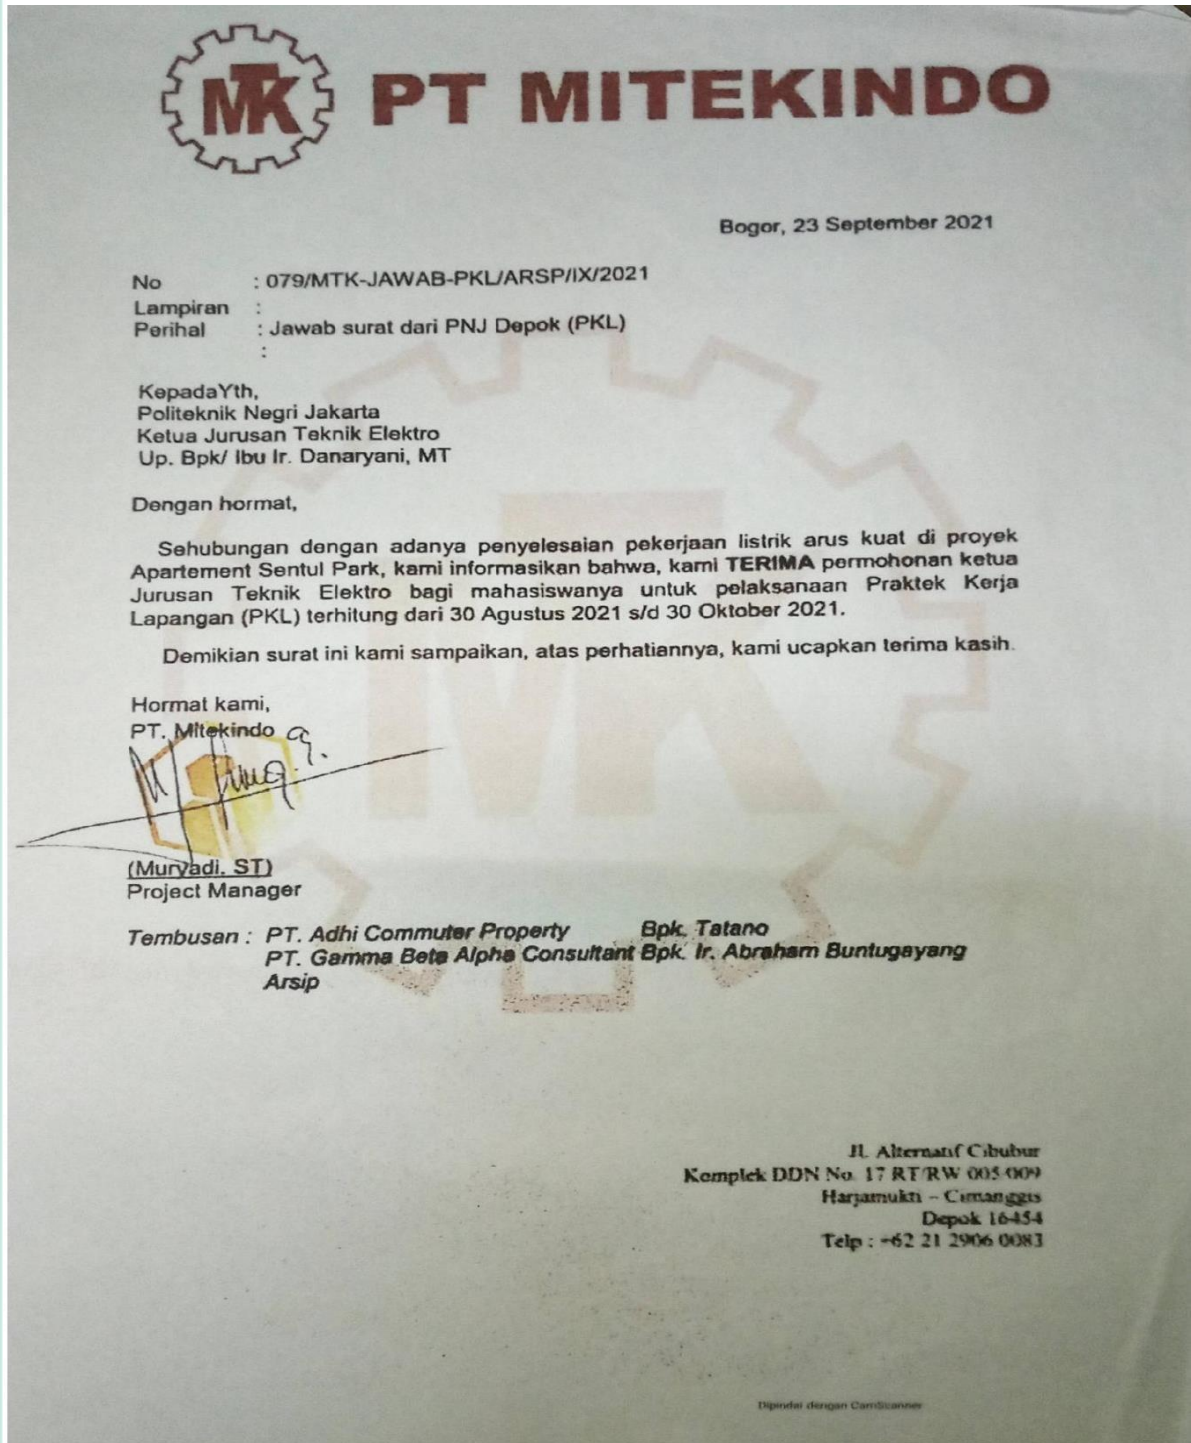 MTK PT MITEKINDO
Bogor, 23 September 2021
No : 079/MTK-JAWAB-PKL/ARSP/IX/2021
Lampiran :
Perihal : Jawab surat dari PNJ Depok (PKL)
:
KepadaYth,
Politeknik Negri Jakarta
Ketua Jurusan Teknik Elektro
Up. Bpk/ Ibu Ir. Danaryani, MT
Dengan hormat,
Sehubungan dengan adanya penyelesaian pekerjaan listrik arus kuat di proyek
Apartement Sentul Park, kami informasikan bahwa, kami TERIMA permohonan ketua
Jurusan Teknik Elektro bagi mahasiswanya untuk pelaksanaan Praktek Kerja
Lapangan (PKL) terhitung dari 30 Agustus 2021 s/d 30 Oktober 2021.
Demikian surat ini kami sampaikan, atas perhatiannya, kami ucapkan terima kasih.
Hormat kami,
PT. Mitekindo
(Muryadi. ST)
Project Manager
Tembusan : PT. Adhi Commuter Property Bpk. Tatano
PT. Gamma Beta Alpha Consultant Bpk. Ir. Abraham Buntugayang
Arsip
Jl. Alternatif Cibubur
Komplek DDN No. 17 RT/RW 005/009
Harjamukti – Cimanggis
Depok 16454
Telp : +62 21 2906 0083
Dipindai dengan CamScanner